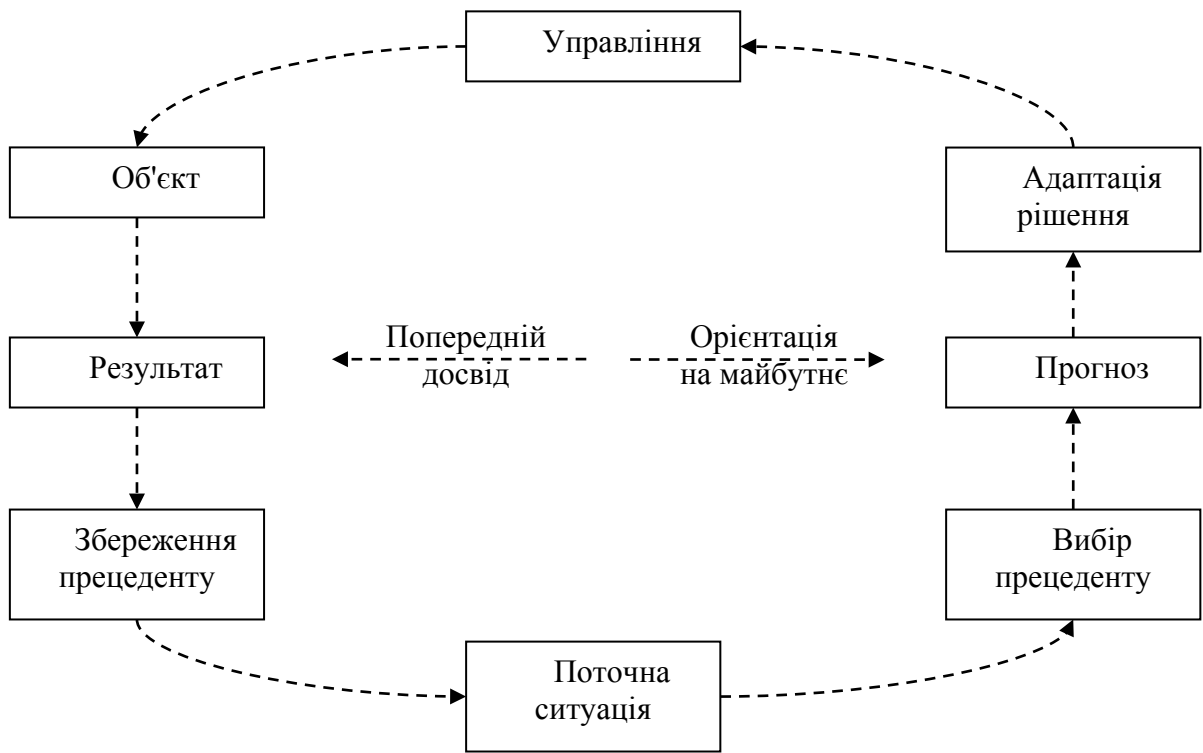 Управління
Об'єкт
Адаптація
рішення
Результат
Попередній
досвід
Орієнтація
на майбутнє
Прогноз
Збереження
прецеденту
Вибір
прецеденту
Поточна
ситуація